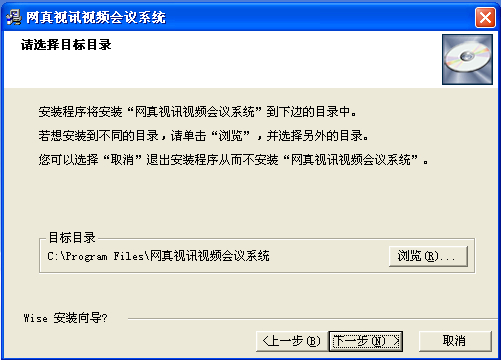 网真视讯视频会议系统
请选择目标目录
安装程序将安装“网真视讯视频会议系统”到下边的目录中。
若想安装到不同的目录，请单击“浏览”，并选择另外的目录。
您可以选择“取消”退出安装程序从而不安装“网真视讯视频会议系统”。
目标目录
C:\Program Files\网真视讯视频会议系统
浏览(R)...
Wise 安装向导?
<上一步(B) 下一步(N)> 取消